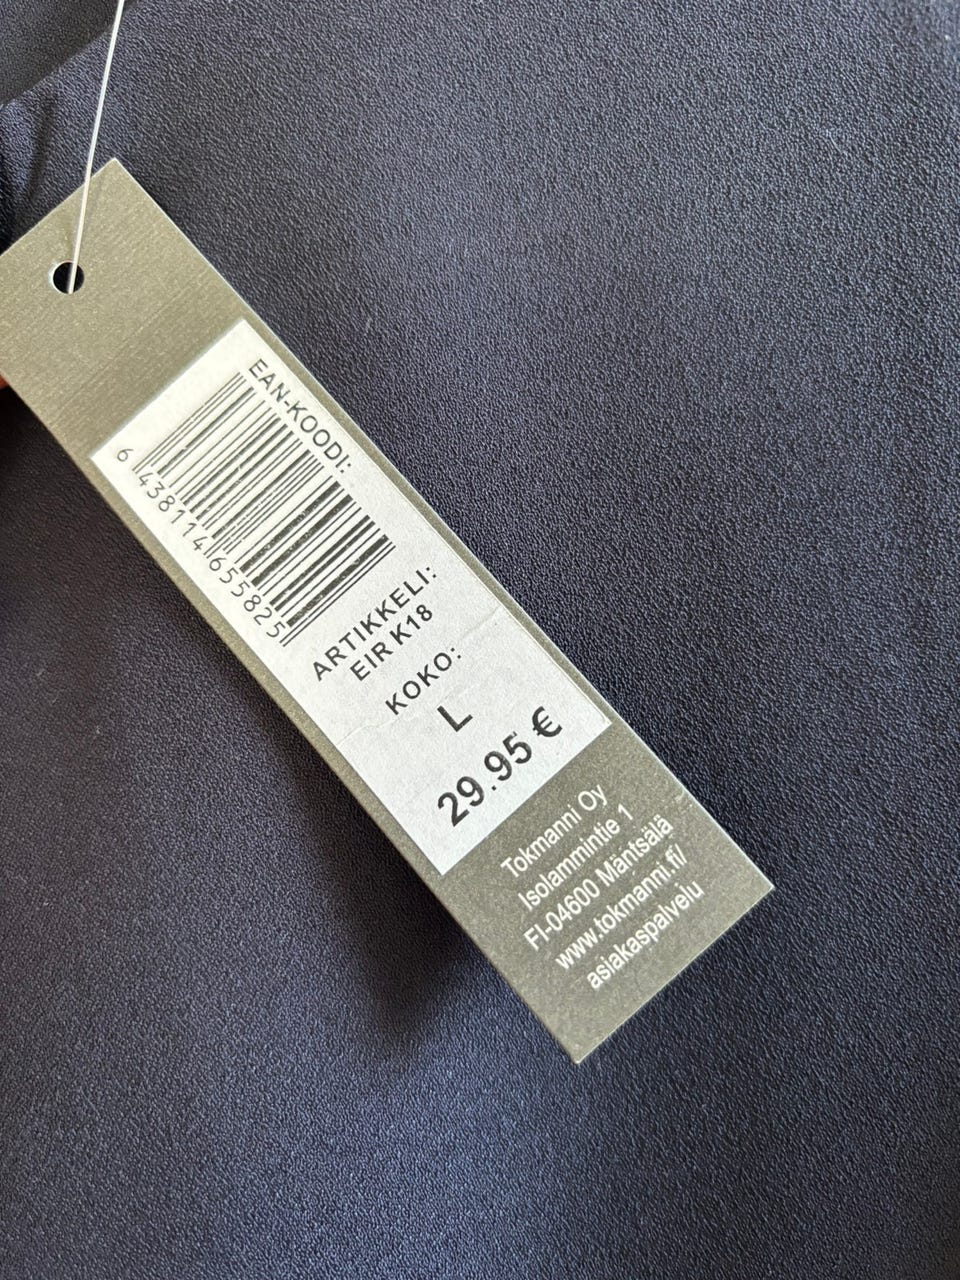 EAN-KOODI:
6 438114 655825
ARTIKKELI:
EIR K18
KOKO:
L
29.95 €
Tokmanni Oy
Isolammintie 1
FI-04600 Mäntsälä
www.tokmanni.fi/
asiakaspalvelu